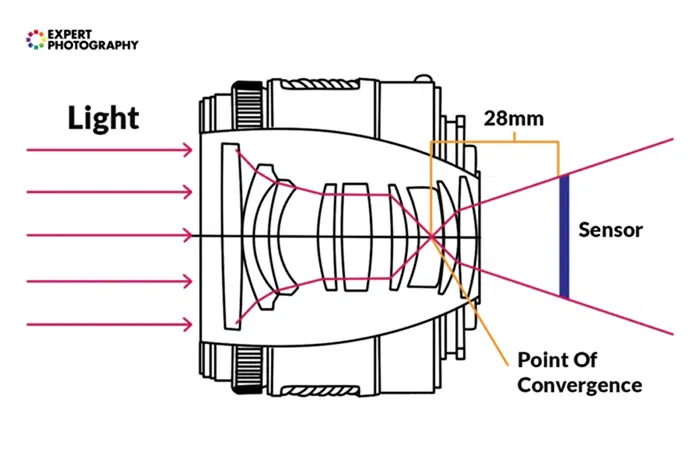 EXPERT
PHOTOGRAPHY
Light
28mm
Sensor
Point Of
Convergence